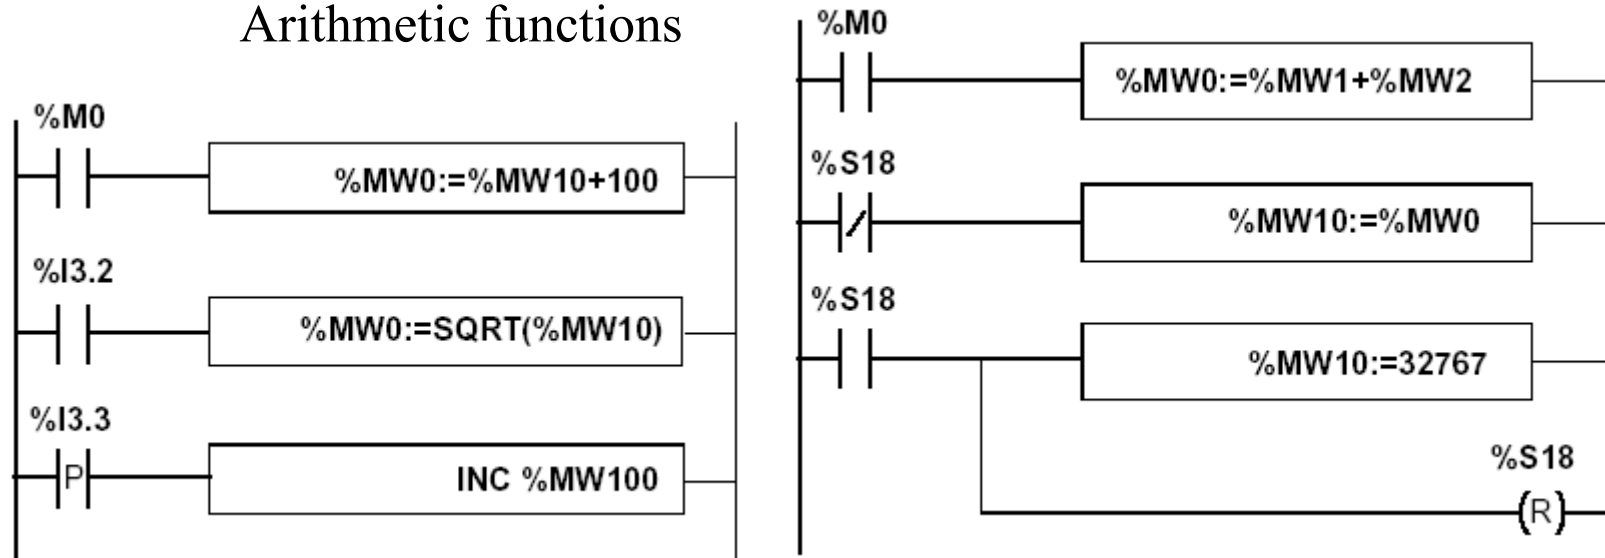 Arithmetic functions
%M0
%MW0:=%MW10+100
%I3.2
%MW0:=SQRT(%MW10)
%I3.3
P
INC %MW100
%M0
%MW0:=%MW1+%MW2
%S18
%MW10:=%MW0
%S18
%MW10:=32767
%S18
(R)